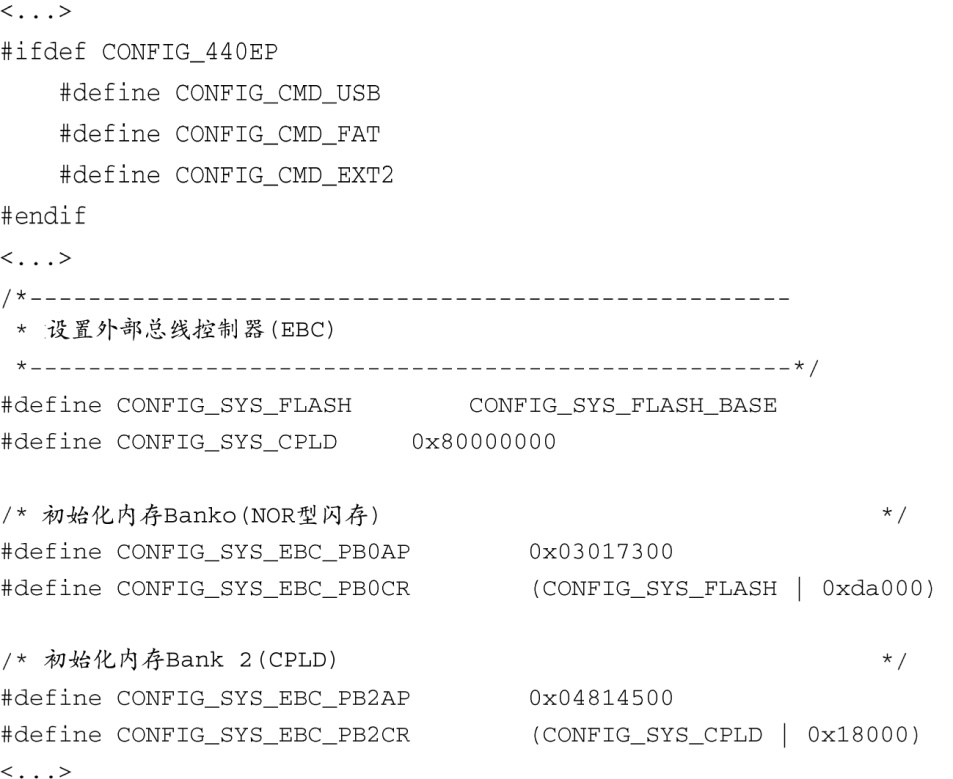 <...>
#ifdef CONFIG_440EP
    #define CONFIG_CMD_USB
    #define CONFIG_CMD_FAT
    #define CONFIG_CMD_EXT2
#endif
<...>
/*----------------------------------------------------
 * 设置外部总线控制器(EBC)
 *----------------------------------------------------*/
#define CONFIG_SYS_FLASH        CONFIG_SYS_FLASH_BASE
#define CONFIG_SYS_CPLD     0x80000000
/* 初始化内存Banko(NOR型闪存)                                  */
#define CONFIG_SYS_EBC_PB0AP        0x03017300
#define CONFIG_SYS_EBC_PB0CR        (CONFIG_SYS_FLASH | 0xda000)
/* 初始化内存Bank 2(CPLD)                                     */
#define CONFIG_SYS_EBC_PB2AP        0x04814500
#define CONFIG_SYS_EBC_PB2CR        (CONFIG_SYS_CPLD | 0x18000)
<...>